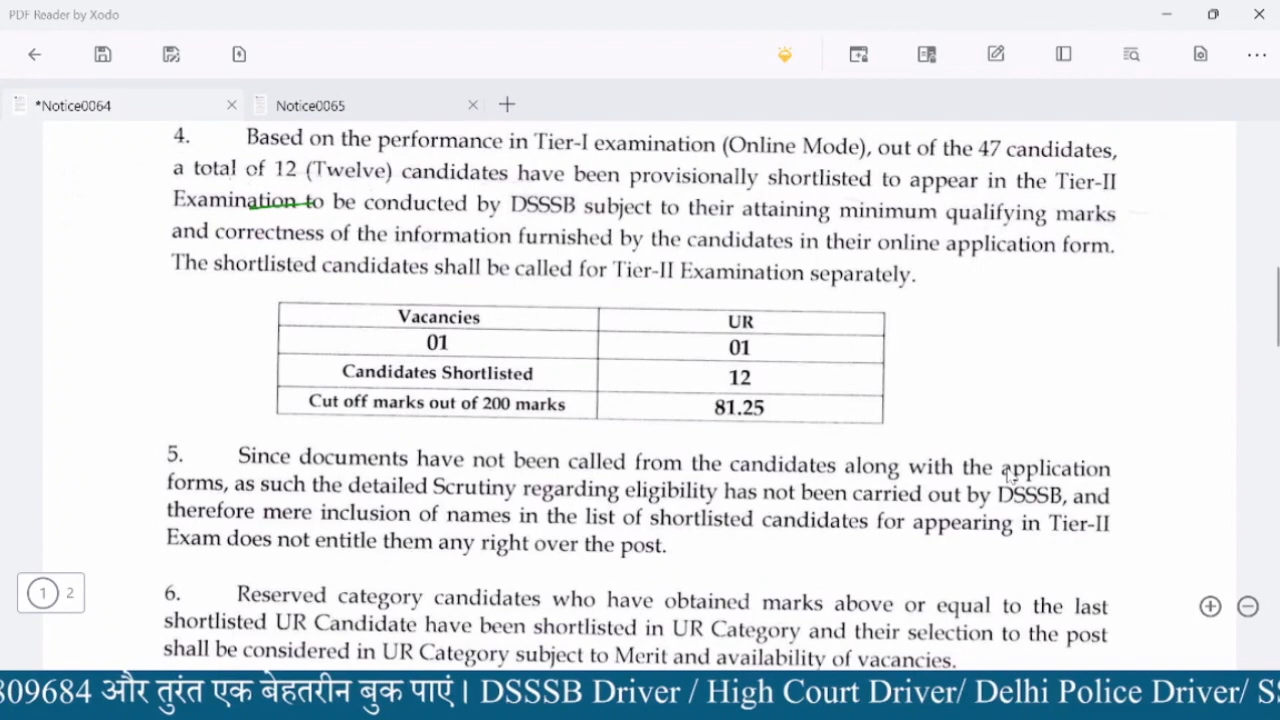 PDF Reader by Xodo
*Notice0064
Notice0065
4. Based on the performance in Tier-I examination (Online Mode), out of the 47 candidates,
a total of 12 (Twelve) candidates have been provisionally shortlisted to appear in the Tier-II
Examination to be conducted by DSSSB subject to their attaining minimum qualifying marks
and correctness of the information furnished by the candidates in their online application form.
The shortlisted candidates shall be called for Tier-II Examination separately.
Vacancies UR
01 01
Candidates Shortlisted 12
Cut off marks out of 200 marks 81.25
5. Since documents have not been called from the candidates along with the application
forms, as such the detailed Scrutiny regarding eligibility has not been carried out by DSSSB, and
therefore mere inclusion of names in the list of shortlisted candidates for appearing in Tier-II
Exam does not entitle them any right over the post.
1 2
6. Reserved category candidates who have obtained marks above or equal to the last
shortlisted UR Candidate have been shortlisted in UR Category and their selection to the post
shall be considered in UR Category subject to Merit and availability of vacancies.
809684 और तुरंत एक बेहतरीन बुक पाएं। DSSSB Driver / High Court Driver/ Delhi Police Driver/ S